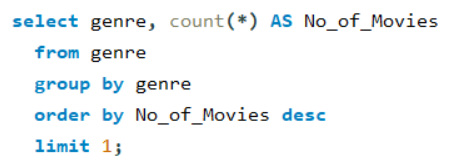 select genre, count(*) AS No_of_Movies
from genre
group by genre
order by No_of_Movies desc
limit 1;